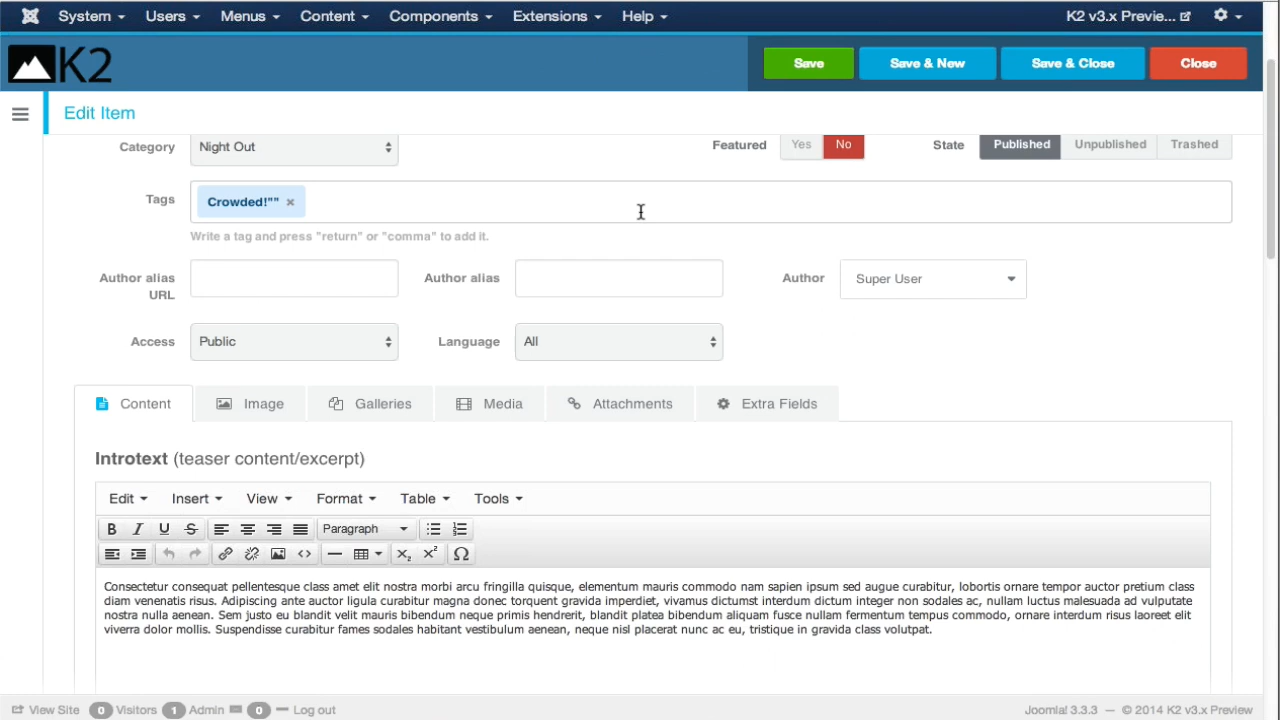 System Users Menus Content Components Extensions Help K2 v3.x Previe...
K2 Save Save & New Save & Close Close
Edit Item
Category Night Out Featured Yes No State Published Unpublished Trashed
Tags Crowded!""
Write a tag and press "return" or "comma" to add it.
Author alias URL Author alias Author Super User
Access Public Language All
Content Image Galleries Media Attachments Extra Fields
Introtext (teaser content/excerpt)
Edit Insert View Format Table Tools
B I U S Paragraph
X₂ X² Ω
Consectetur consequat pellentesque class amet elit nostra morbi arcu fringilla quisque, elementum mauris commodo nam sapien ipsum sed augue curabitur, lobortis ornare tempor auctor pretium class
diam venenatis risus. Adipiscing ante auctor ligula curabitur magna donec torquent gravida imperdiet, vivamus dictumst interdum dictum integer non sodales ac, nullam luctus malesuada ad vulputate
nostra nulla aenean. Sem justo eu blandit velit mauris bibendum neque primis hendrerit, blandit platea bibendum aliquam fusce nullam fermentum tempus commodo, ornare interdum risus laoreet elit
viverra dolor mollis. Suspendisse curabitur fames sodales habitant vestibulum aenean, neque nisl placerat nunc ac eu, tristique in gravida class volutpat.
View Site 0 Visitors 1 Admin 0 Log out Joomla! 3.3.3 — © 2014 K2 v3.x Preview